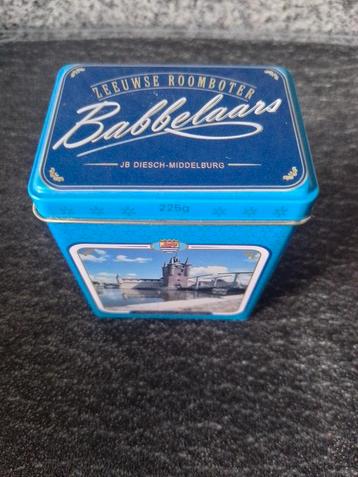 ZEEUWSE ROOMBOTER
Babbelaars
JB DIESCH-MIDDELBURG
225g